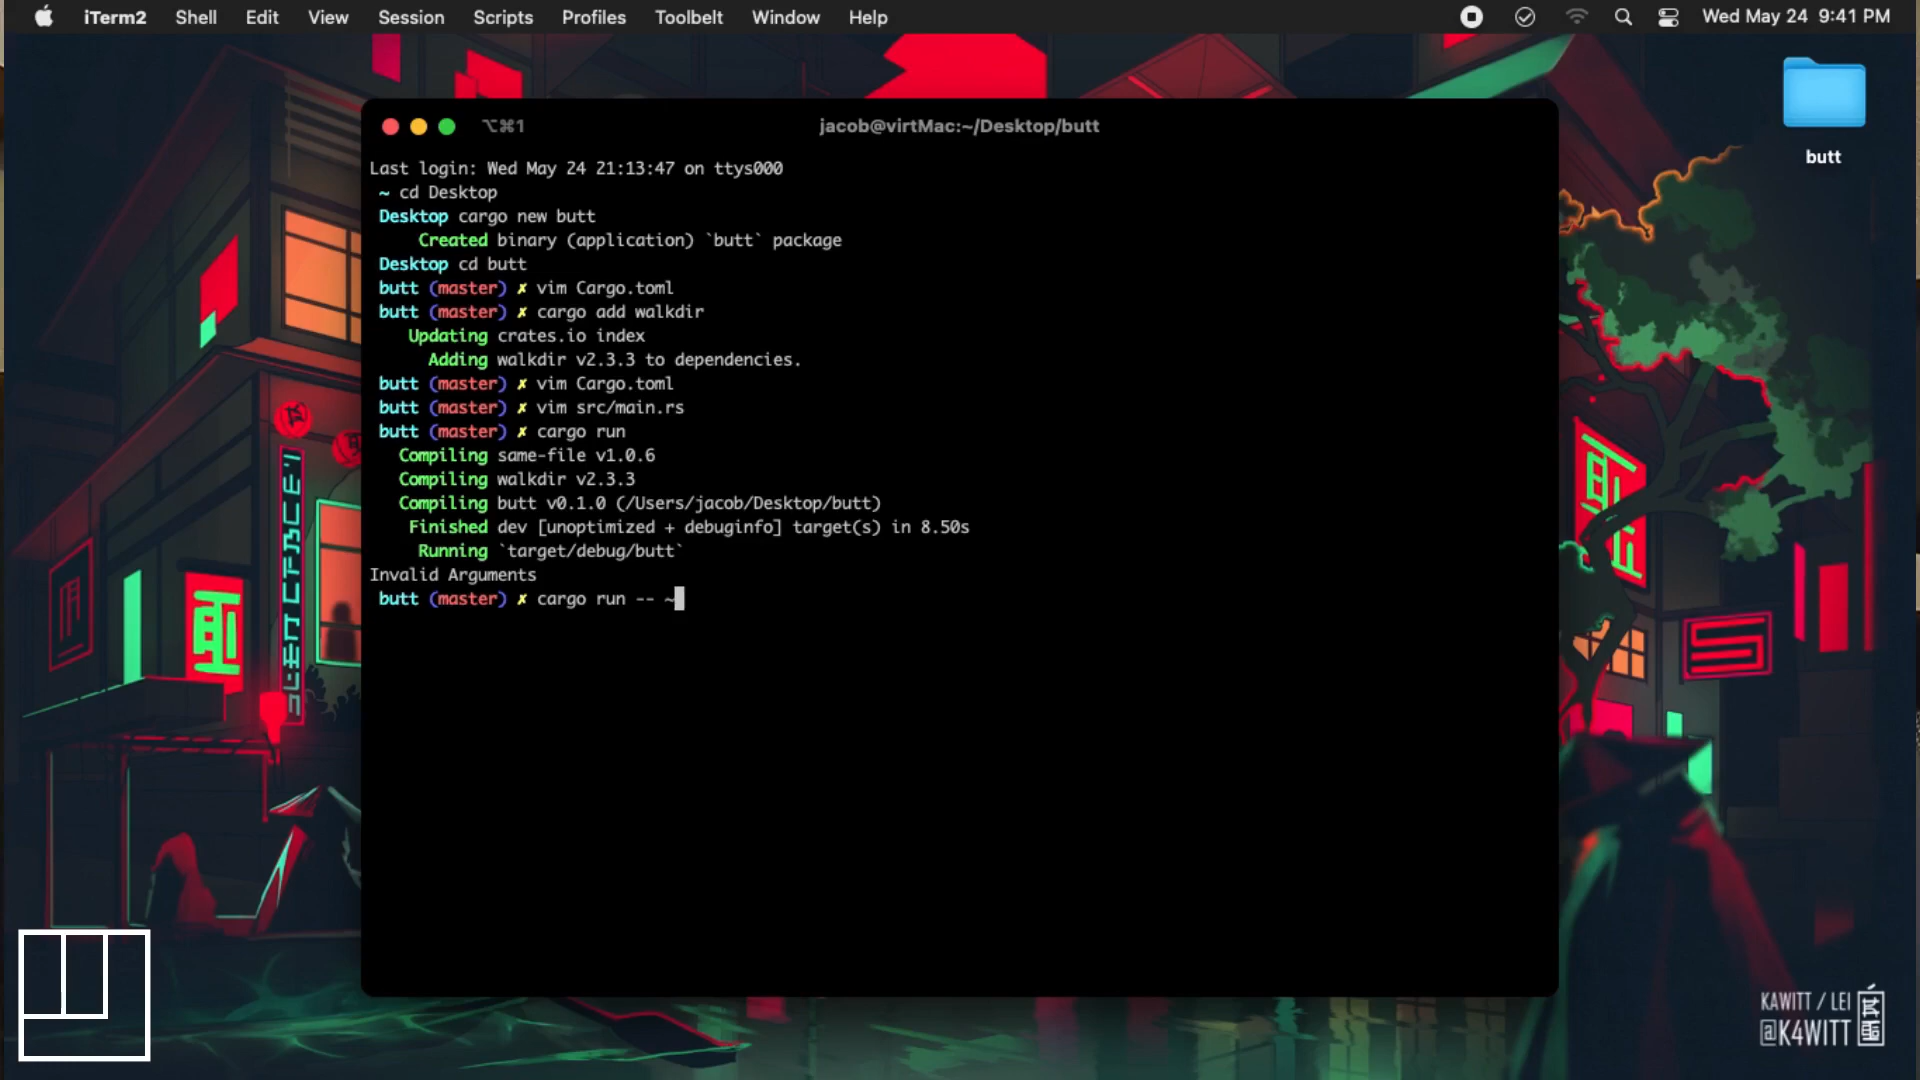 iTerm2 Shell Edit View Session Scripts Profiles Toolbelt Window Help Wed May 24 9:41 PM
butt
⌥⌘1 jacob@virtMac:~/Desktop/butt
Last login: Wed May 24 21:13:47 on ttys000
~ cd Desktop
Desktop cargo new butt
Created binary (application) `butt` package
Desktop cd butt
butt (master) ✗ vim Cargo.toml
butt (master) ✗ cargo add walkdir
Updating crates.io index
Adding walkdir v2.3.3 to dependencies.
butt (master) ✗ vim Cargo.toml
butt (master) ✗ vim src/main.rs
butt (master) ✗ cargo run
Compiling same-file v1.0.6
Compiling walkdir v2.3.3
Compiling butt v0.1.0 (/Users/jacob/Desktop/butt)
Finished dev [unoptimized + debuginfo] target(s) in 8.50s
Running `target/debug/butt`
Invalid Arguments
butt (master) ✗ cargo run -- ~
KAWITT / LEI
@K4WITT